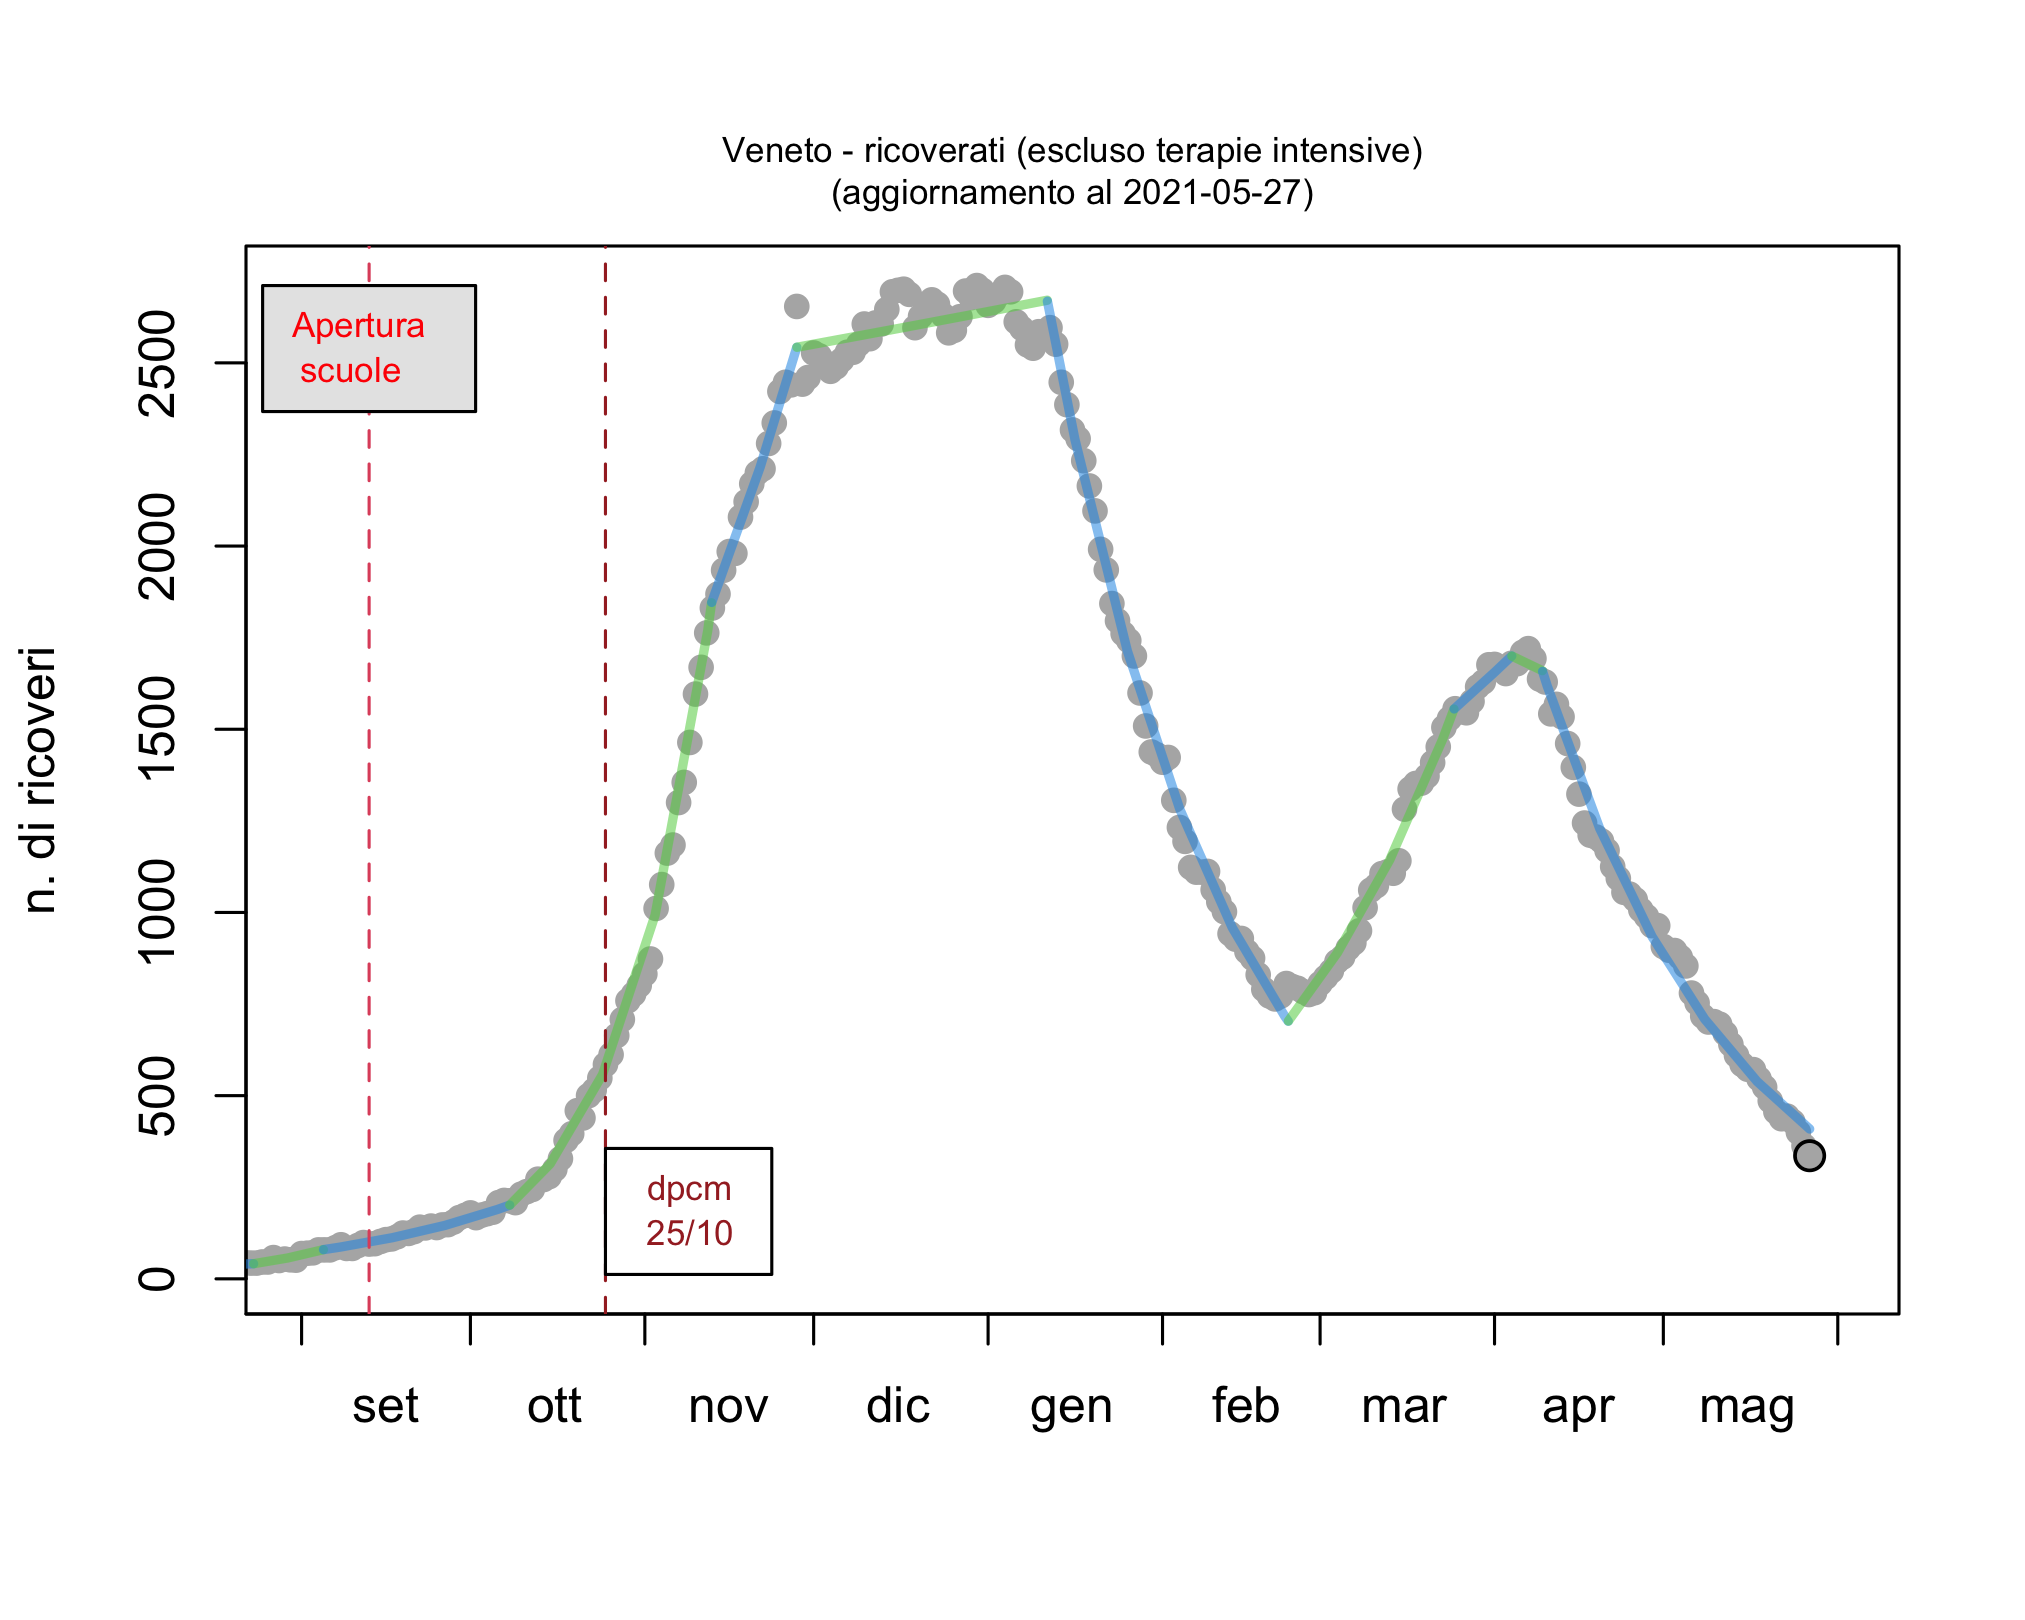 Veneto - ricoverati (escluso terapie intensive)
(aggiornamento al 2021-05-27)
Apertura
scuole
dpcm
25/10
n. di ricoveri
2500
2000
1500
1000
500
0
set ott nov dic gen feb mar apr mag